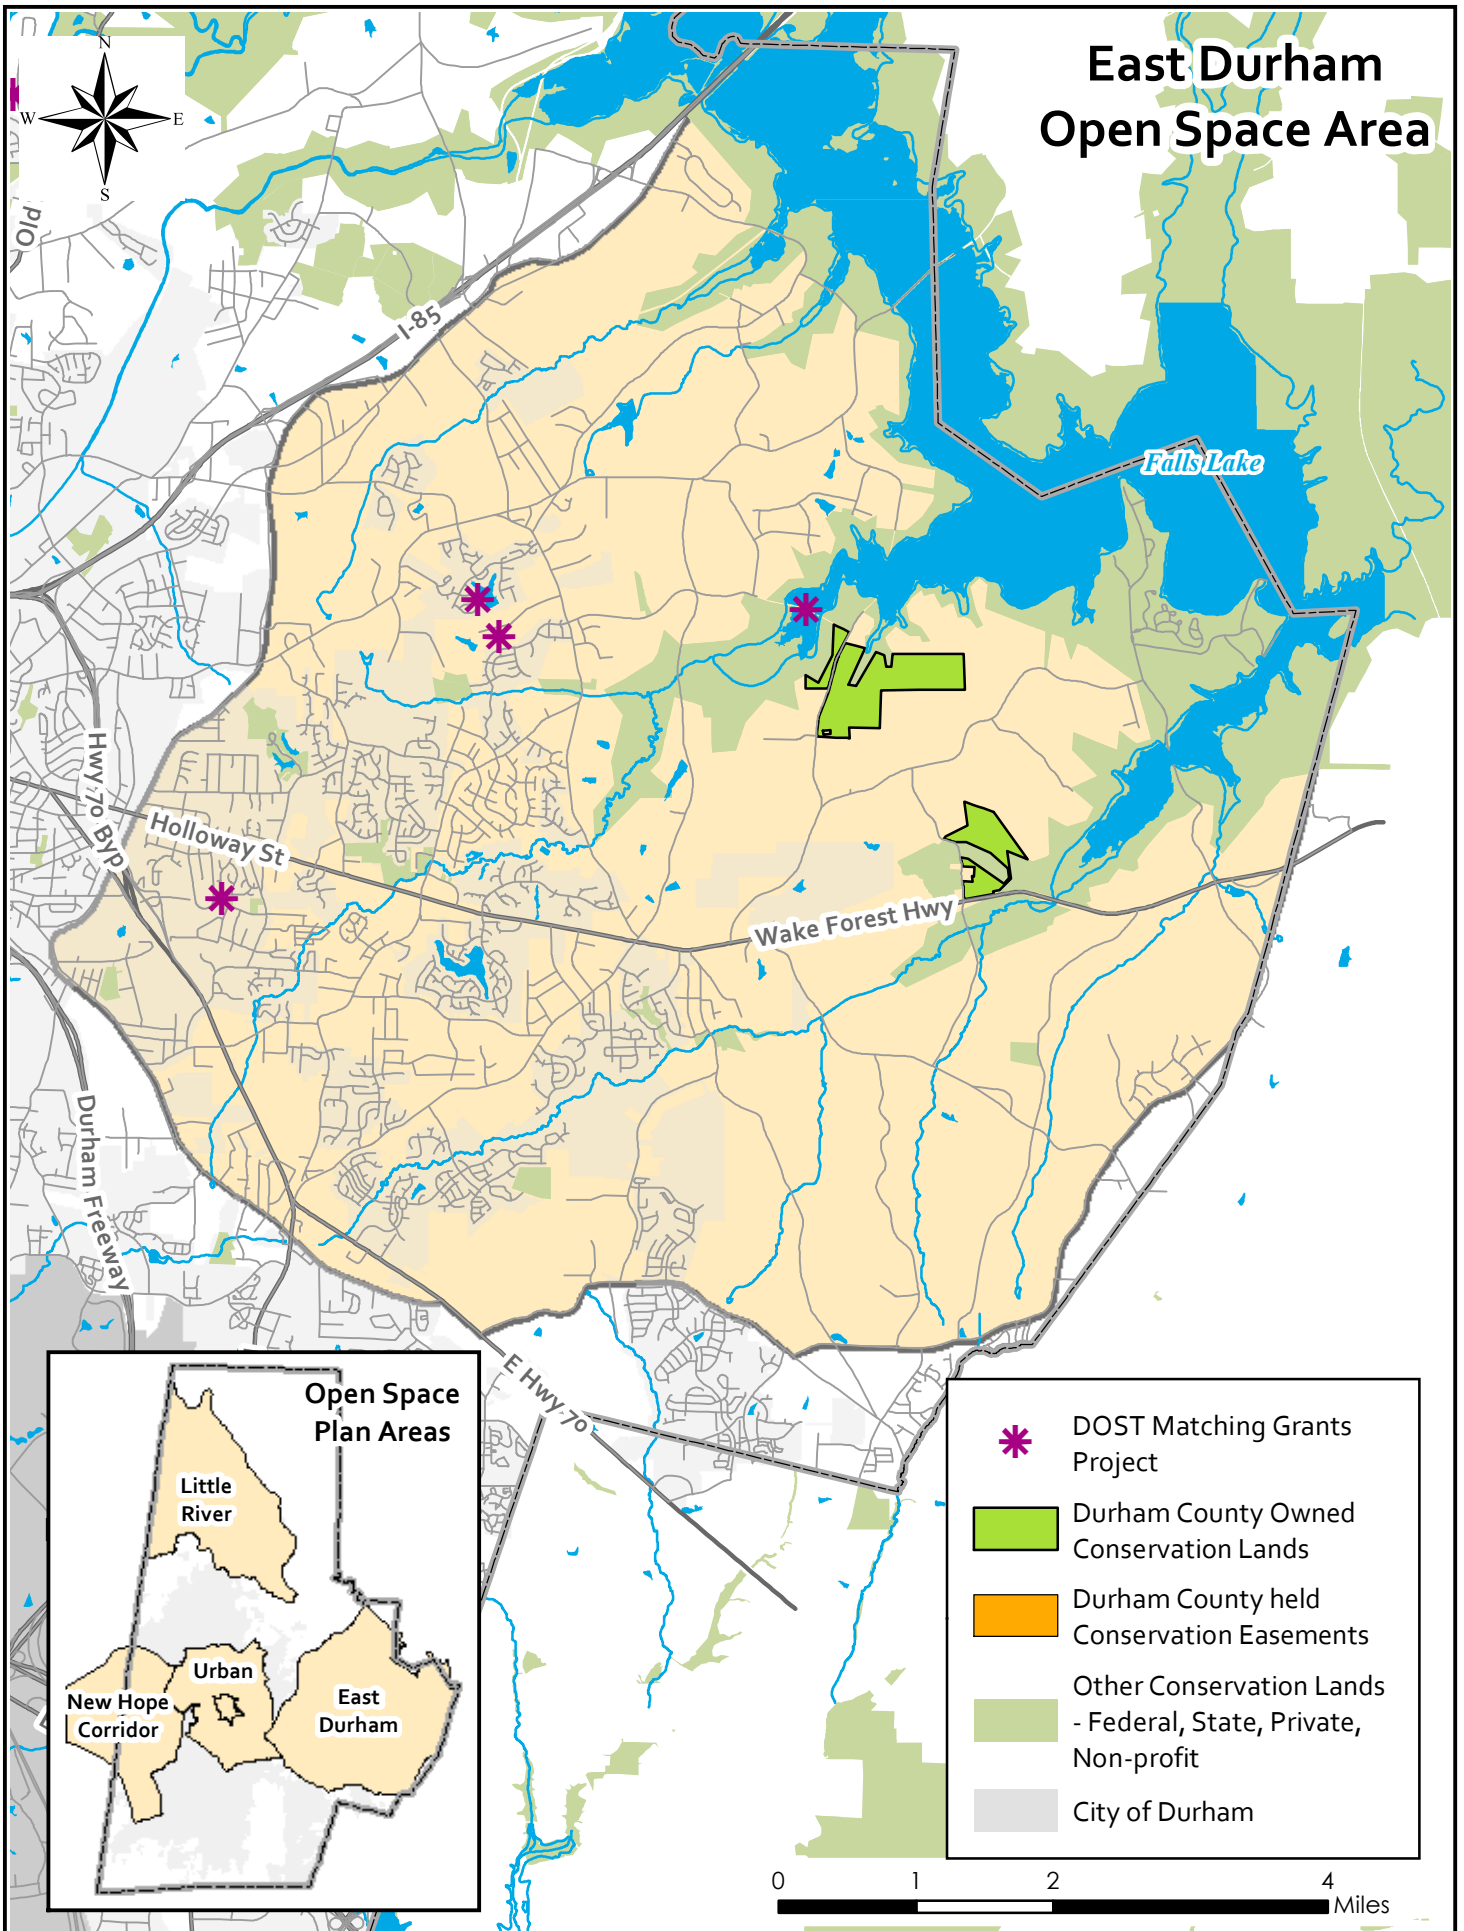 East Durham
Open Space Area
N
W
E
S
Old
I-85
Falls Lake
Hwy 70 Byp
Holloway St
Wake Forest Hwy
Durham Freeway
E Hwy 70
Open Space
Plan Areas
Little
River
Urban
New Hope
Corridor
East
Durham
DOST Matching Grants
Project
Durham County Owned
Conservation Lands
Durham County held
Conservation Easements
Other Conservation Lands
- Federal, State, Private,
Non-profit
City of Durham
0
1
2
4
Miles